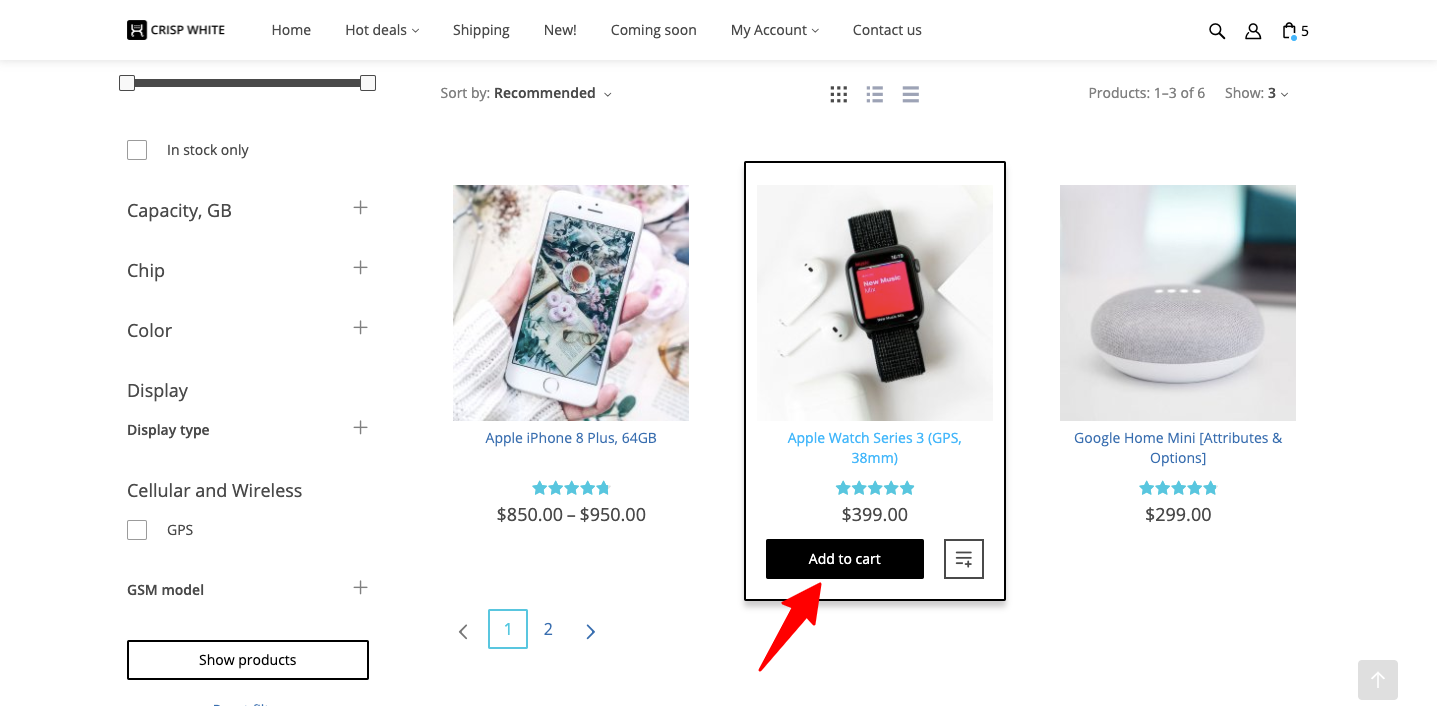 CRISP WHITE
Home
Hot deals
Shipping
New!
Coming soon
My Account
Contact us
5
Sort by: Recommended
Products: 1–3 of 6
Show: 3
In stock only
Capacity, GB
Chip
Color
Display
Display type
Cellular and Wireless
GPS
GSM model
Show products
Apple iPhone 8 Plus, 64GB
$850.00 – $950.00
New Music
Mix
Apple Watch Series 3 (GPS,
38mm)
$399.00
Add to cart
Google Home Mini [Attributes &
Options]
$299.00
1
2